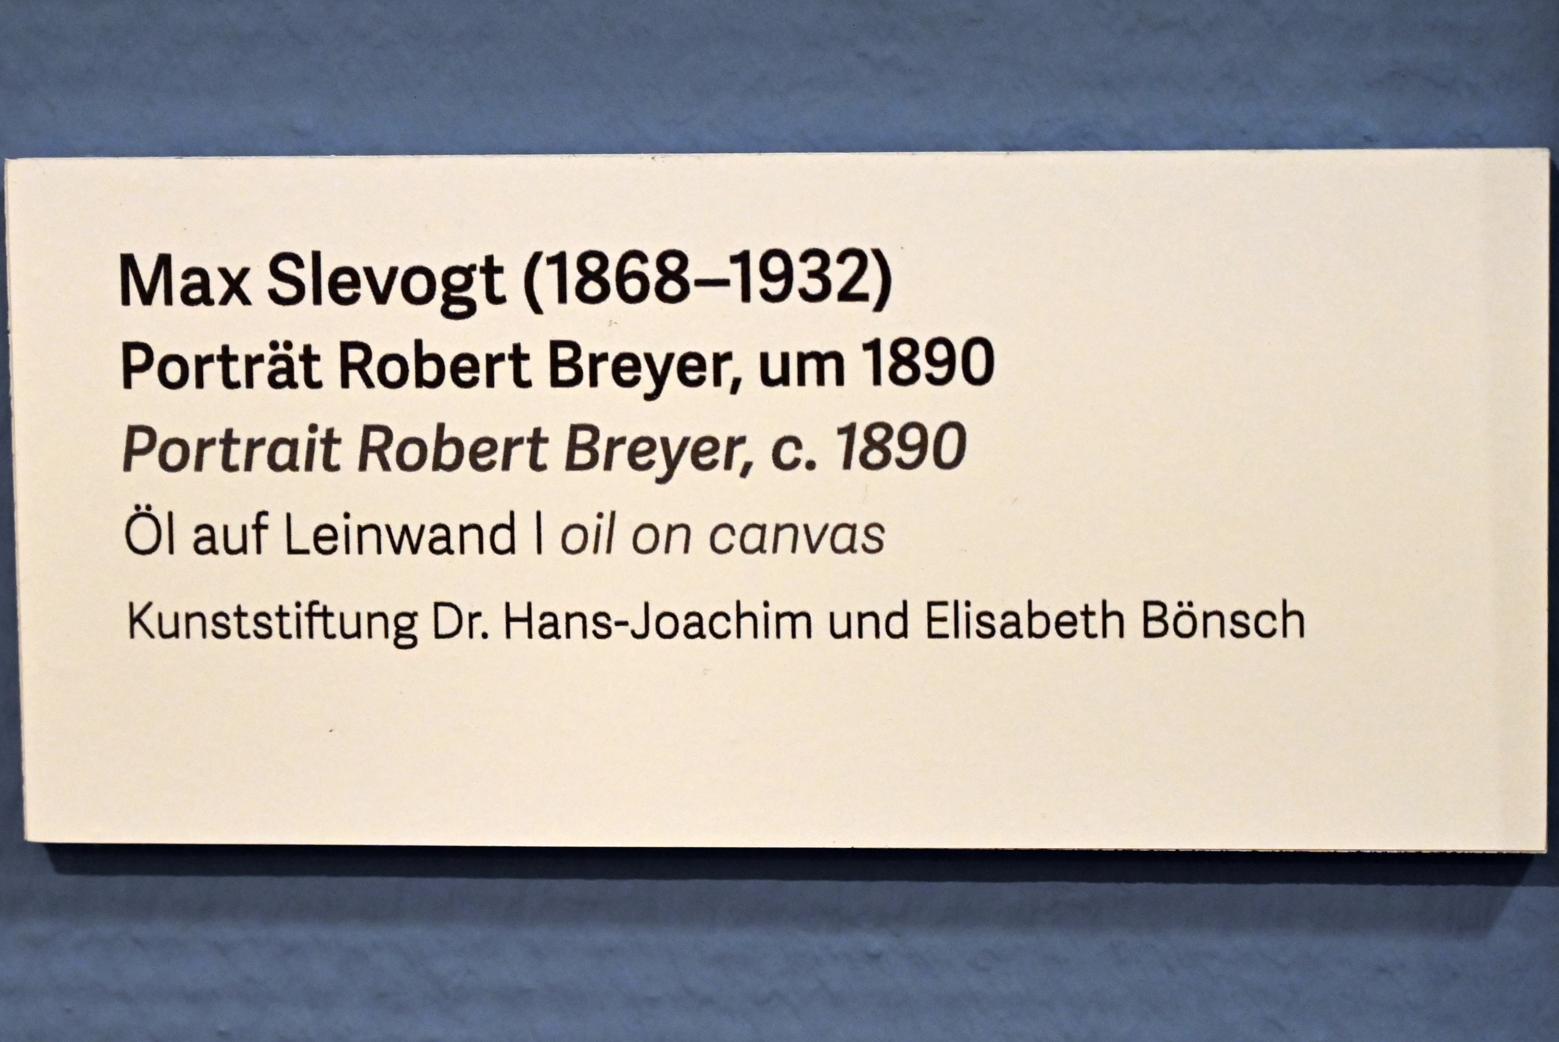 Max Slevogt (1868–1932)
Porträt Robert Breyer, um 1890
Portrait Robert Breyer, c. 1890
Öl auf Leinwand | oil on canvas
Kunststiftung Dr. Hans-Joachim und Elisabeth Bönsch